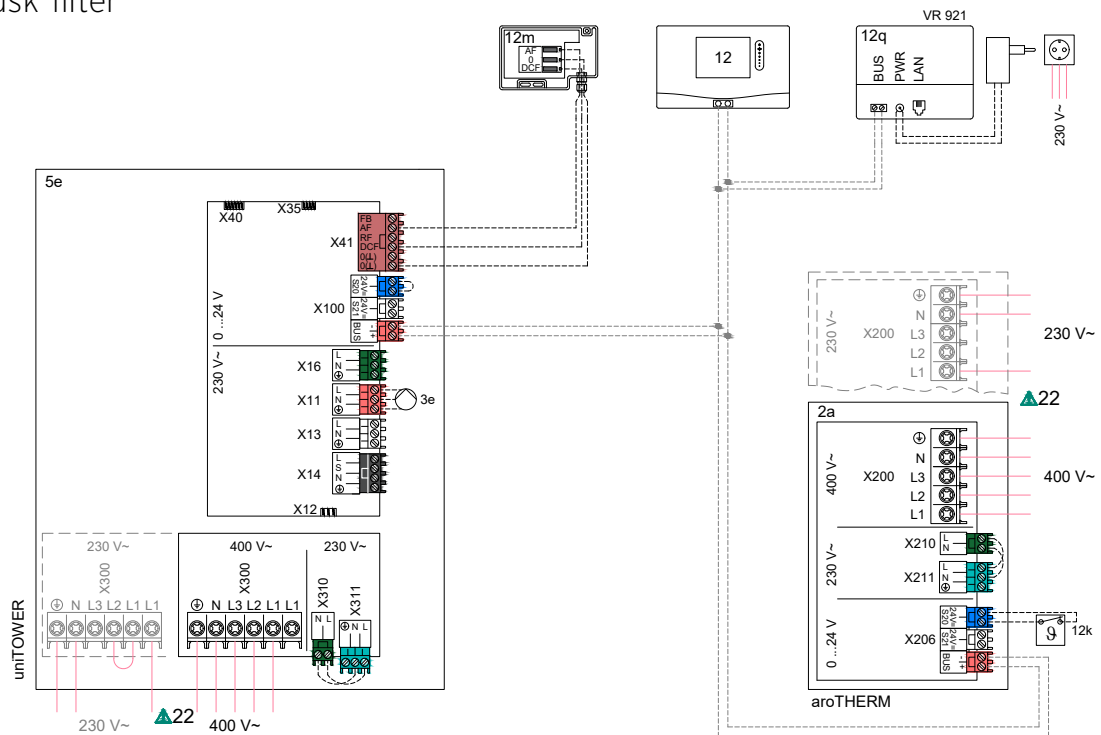 usk filter
VR 921
12m
AF
0
DCF
12
12q
BUS
PWR
LAN
230 V~
5e
X40
X35
X41
FB
AF
RF
DCF
0(⊥)
0(⊥)
0 ...24 V
X100
24V=
S20
24V=
S21
BUS
-
+
230 V~
X16
L
N
X11
L
N
3e
X13
L
N
X14
L
S
N
X12
230 V~
X200
N
L3
L2
L1
230 V~
22
2a
400 V~
X200
N
L3
L2
L1
400 V~
230 V~
X210
L
N
X211
L
N
0 ...24 V
X206
24V=
S20
24V=
S21
BUS
-
+
ϑ
12k
aroTHERM
uniTOWER
230 V~
X300
N L3 L2 L1 L1
400 V~
X300
N L3 L2 L1 L1
230 V~
X310
N L
X311
N L
230 V~
22
400 V~